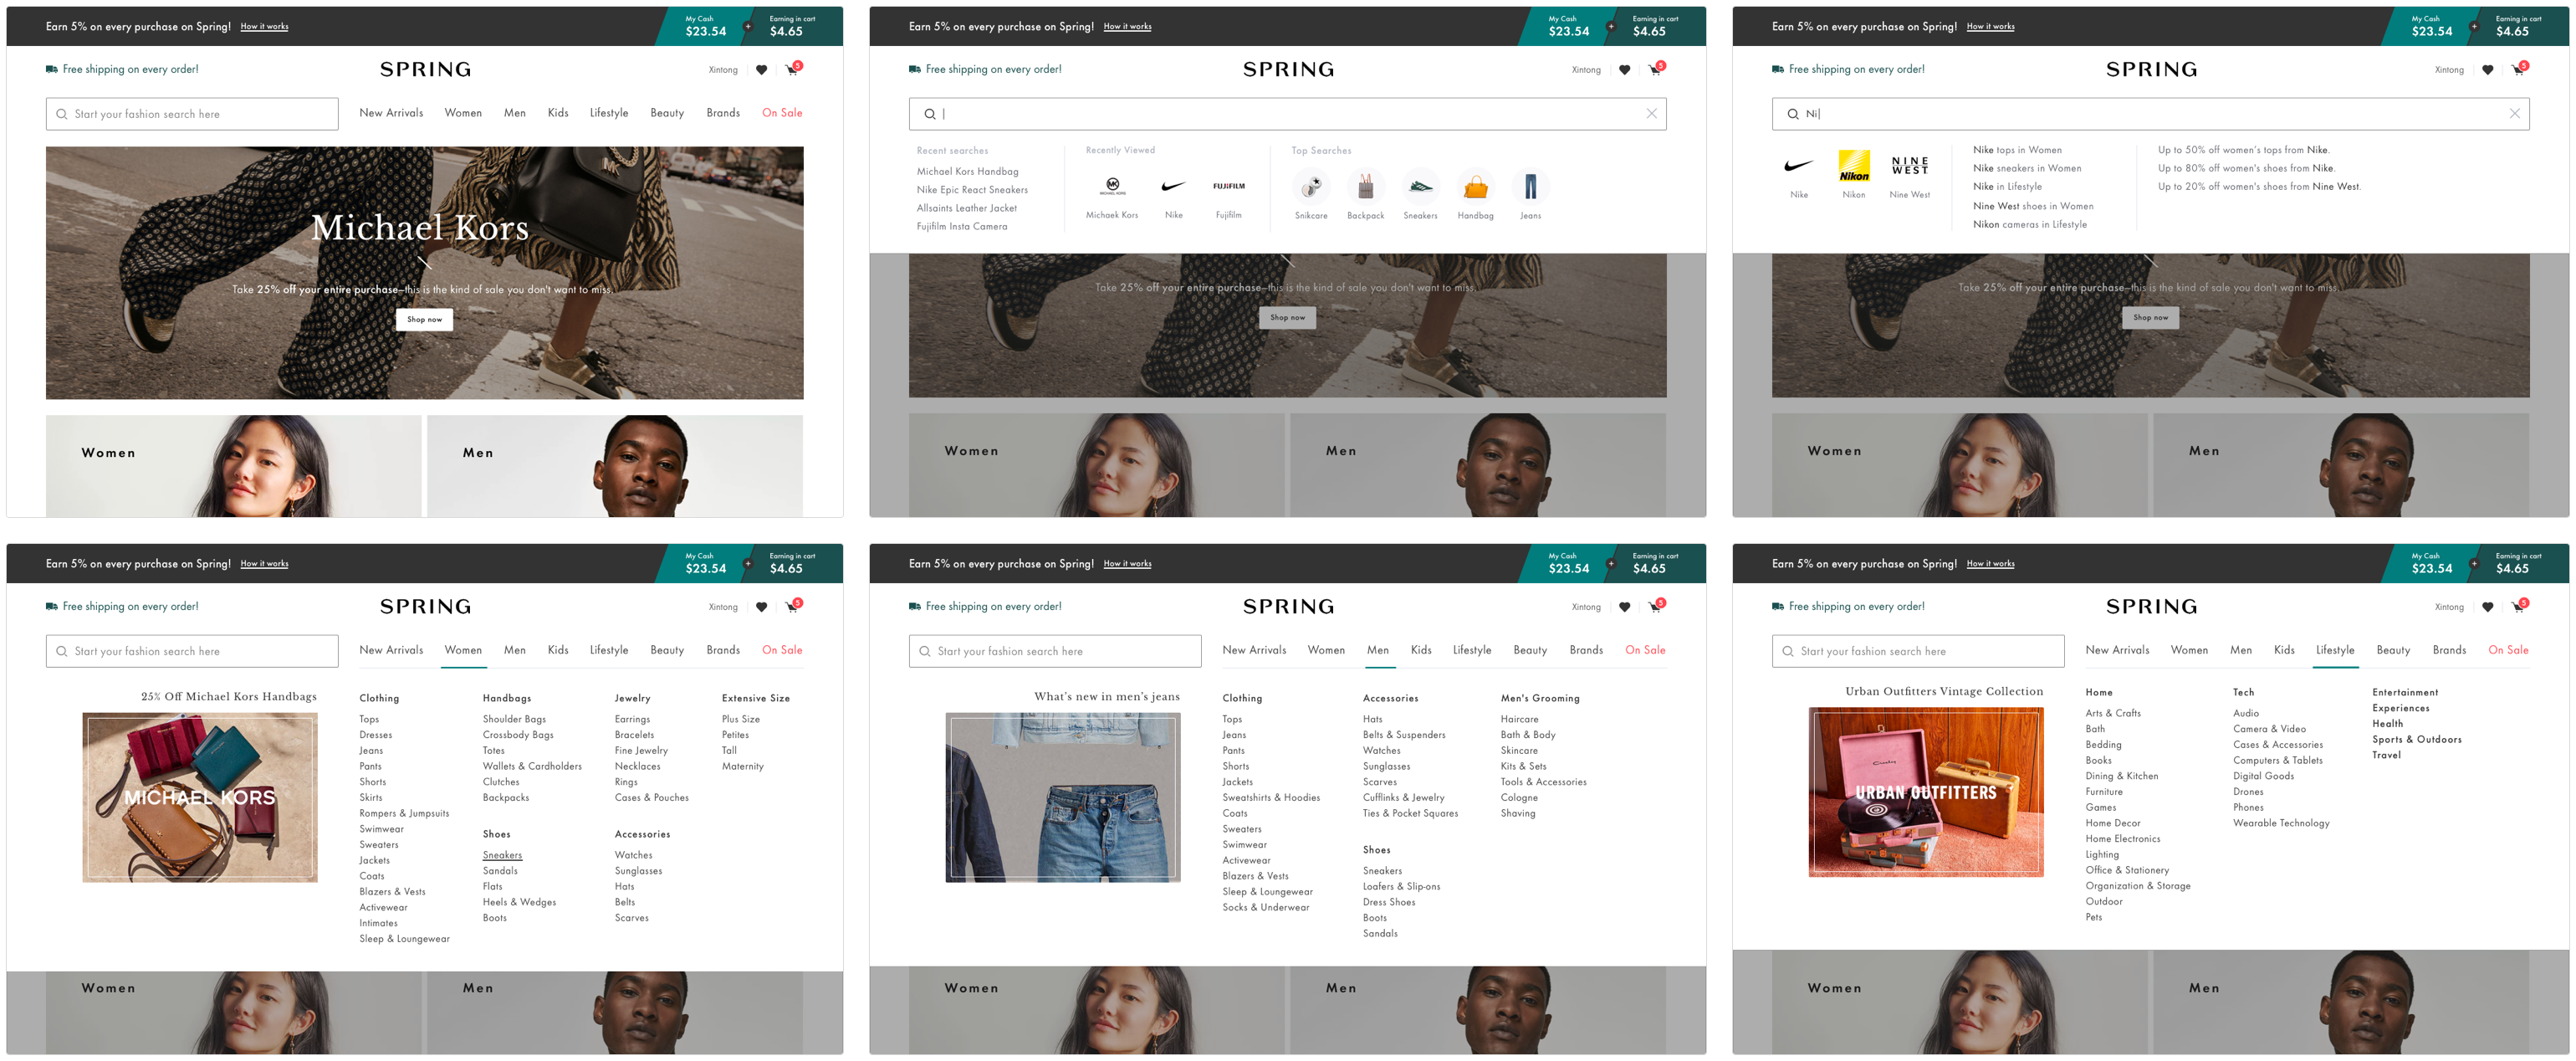 Earn 5% on every purchase on Spring! How it works
My Cash
$23.54
+
Earning in cart
$4.65
Free shipping on every order!
SPRING
Xintong
5
Start your fashion search here
New Arrivals Women Men Kids Lifestyle Beauty Brands On Sale
Michael Kors
Take 25% off your entire purchase–this is the kind of sale you don't want to miss.
Shop now
Women
Men
Earn 5% on every purchase on Spring! How it works
My Cash
$23.54
+
Earning in cart
$4.65
Free shipping on every order!
SPRING
Xintong
5
Recent searches
Michael Kors Handbag
Nike Epic React Sneakers
Allsaints Leather Jacket
Fujifilm Insta Camera
Recently Viewed
MICHAEL KORS
FUJIFILM
Michaek Kors
Nike
Fujifilm
Top Searches
Snikcare
Backpack
Sneakers
Handbag
Jeans
Take 25% off your entire purchase–this is the kind of sale you don't want to miss.
Shop now
Women
Men
Earn 5% on every purchase on Spring! How it works
My Cash
$23.54
+
Earning in cart
$4.65
Free shipping on every order!
SPRING
Xintong
5
Ni
Nikon
NINE
WEST
Nike
Nikon
Nine West
Nike tops in Women
Nike sneakers in Women
Nike in Lifestyle
Nine West shoes in Women
Nikon cameras in Lifestyle
Up to 50% off women's tops from Nike.
Up to 80% off women's shoes from Nike.
Up to 20% off women's shoes from Nine West.
Take 25% off your entire purchase–this is the kind of sale you don't want to miss.
Shop now
Women
Men
Earn 5% on every purchase on Spring! How it works
My Cash
$23.54
+
Earning in cart
$4.65
Free shipping on every order!
SPRING
Xintong
5
Start your fashion search here
New Arrivals Women Men Kids Lifestyle Beauty Brands On Sale
25% Off Michael Kors Handbags
MICHAEL KORS
Clothing
Tops
Dresses
Jeans
Pants
Shorts
Skirts
Rompers & Jumpsuits
Swimwear
Sweaters
Jackets
Coats
Blazers & Vests
Activewear
Intimates
Sleep & Loungewear
Handbags
Shoulder Bags
Crossbody Bags
Totes
Wallets & Cardholders
Clutches
Backpacks
Shoes
Sneakers
Sandals
Flats
Heels & Wedges
Boots
Jewelry
Earrings
Bracelets
Fine Jewelry
Necklaces
Rings
Cases & Pouches
Accessories
Watches
Sunglasses
Hats
Belts
Scarves
Extensive Size
Plus Size
Petites
Tall
Maternity
Women
Men
Earn 5% on every purchase on Spring! How it works
My Cash
$23.54
+
Earning in cart
$4.65
Free shipping on every order!
SPRING
Xintong
5
Start your fashion search here
New Arrivals Women Men Kids Lifestyle Beauty Brands On Sale
What's new in men's jeans
Clothing
Tops
Jeans
Pants
Shorts
Jackets
Sweatshirts & Hoodies
Coats
Sweaters
Swimwear
Activewear
Blazers & Vests
Sleep & Loungewear
Socks & Underwear
Accessories
Hats
Belts & Suspenders
Watches
Sunglasses
Scarves
Cufflinks & Jewelry
Ties & Pocket Squares
Shoes
Sneakers
Loafers & Slip-ons
Dress Shoes
Boots
Sandals
Men's Grooming
Haircare
Bath & Body
Skincare
Kits & Sets
Tools & Accessories
Cologne
Shaving
Women
Men
Earn 5% on every purchase on Spring! How it works
My Cash
$23.54
+
Earning in cart
$4.65
Free shipping on every order!
SPRING
Xintong
5
Start your fashion search here
New Arrivals Women Men Kids Lifestyle Beauty Brands On Sale
Urban Outfitters Vintage Collection
URBAN OUTFITTERS
Home
Arts & Crafts
Bath
Bedding
Books
Dining & Kitchen
Furniture
Games
Home Decor
Home Electronics
Lighting
Office & Stationery
Organization & Storage
Outdoor
Pets
Tech
Audio
Camera & Video
Cases & Accessories
Computers & Tablets
Digital Goods
Drones
Phones
Wearable Technology
Entertainment
Experiences
Health
Sports & Outdoors
Travel
Women
Men